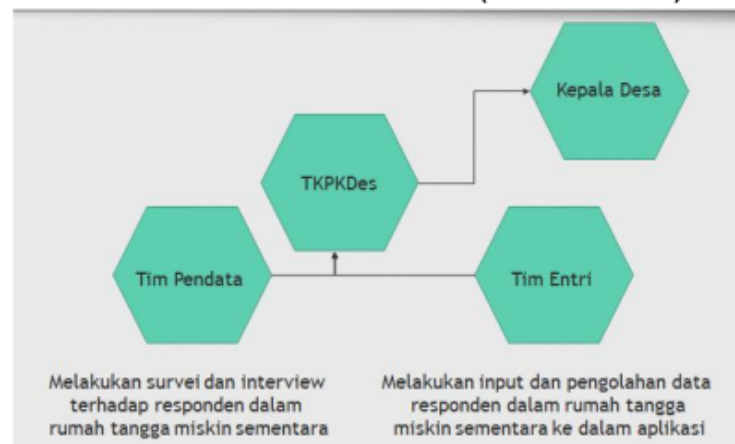 Kepala Desa
TKPKDes
Tim Pendata
Tim Entri
Melakukan survei dan interview
terhadap responden dalam
rumah tangga miskin sementara
Melakukan input dan pengolahan data
responden dalam rumah tangga
miskin sementara ke dalam aplikasi